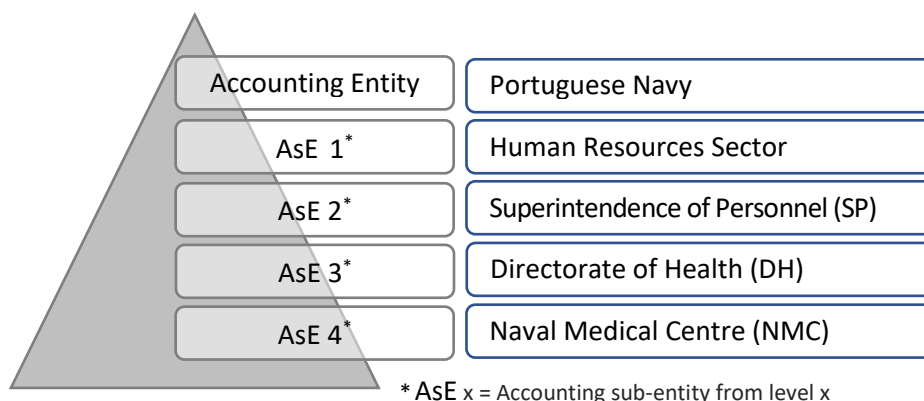 Accounting Entity Portuguese Navy
AsE 1* Human Resources Sector
AsE 2* Superintendence of Personnel (SP)
AsE 3* Directorate of Health (DH)
AsE 4* Naval Medical Centre (NMC)
* AsE x = Accounting sub-entity from level x